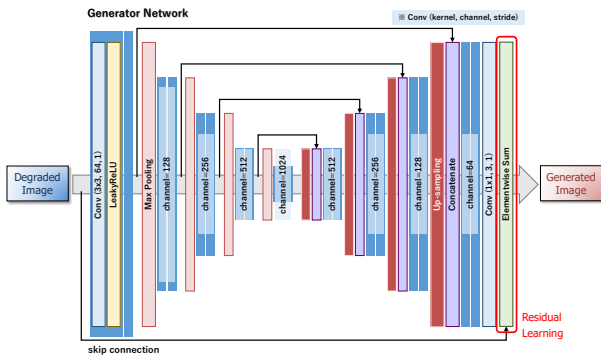 Generator Network
※ Conv (kernel, channel, stride)
Degraded
Image
Conv (3x3, 64, 1)
LeakyReLU
Max Pooling
channel=128
channel=256
channel=512
channel=1024
channel=512
channel=256
channel=128
Up-sampling
Concatenate
channel=64
Conv (1x1, 3, 1)
Elementwise Sum
Generated
Image
Residual
Learning
skip connection